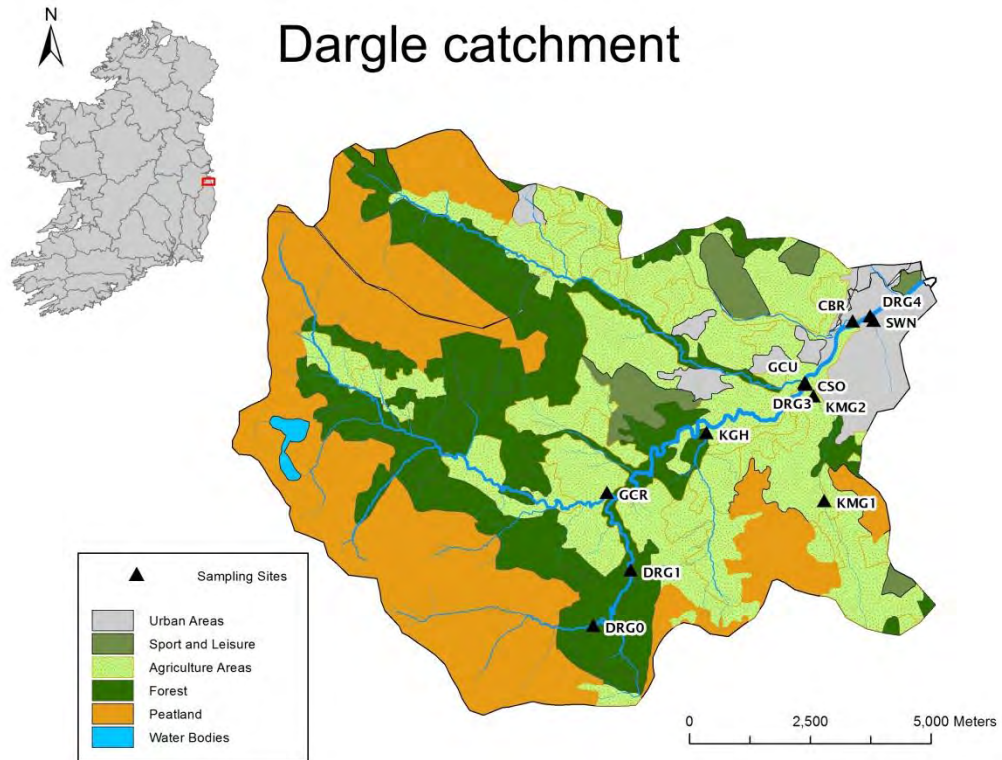 N
Dargle catchment
CBR
DRG4
SWN
GCU
CSO
DRG3
KMG2
KGH
GCR
KMG1
DRG1
DRG0
Sampling Sites
Urban Areas
Sport and Leisure
Agriculture Areas
Forest
Peatland
Water Bodies
0 2,500 5,000 Meters